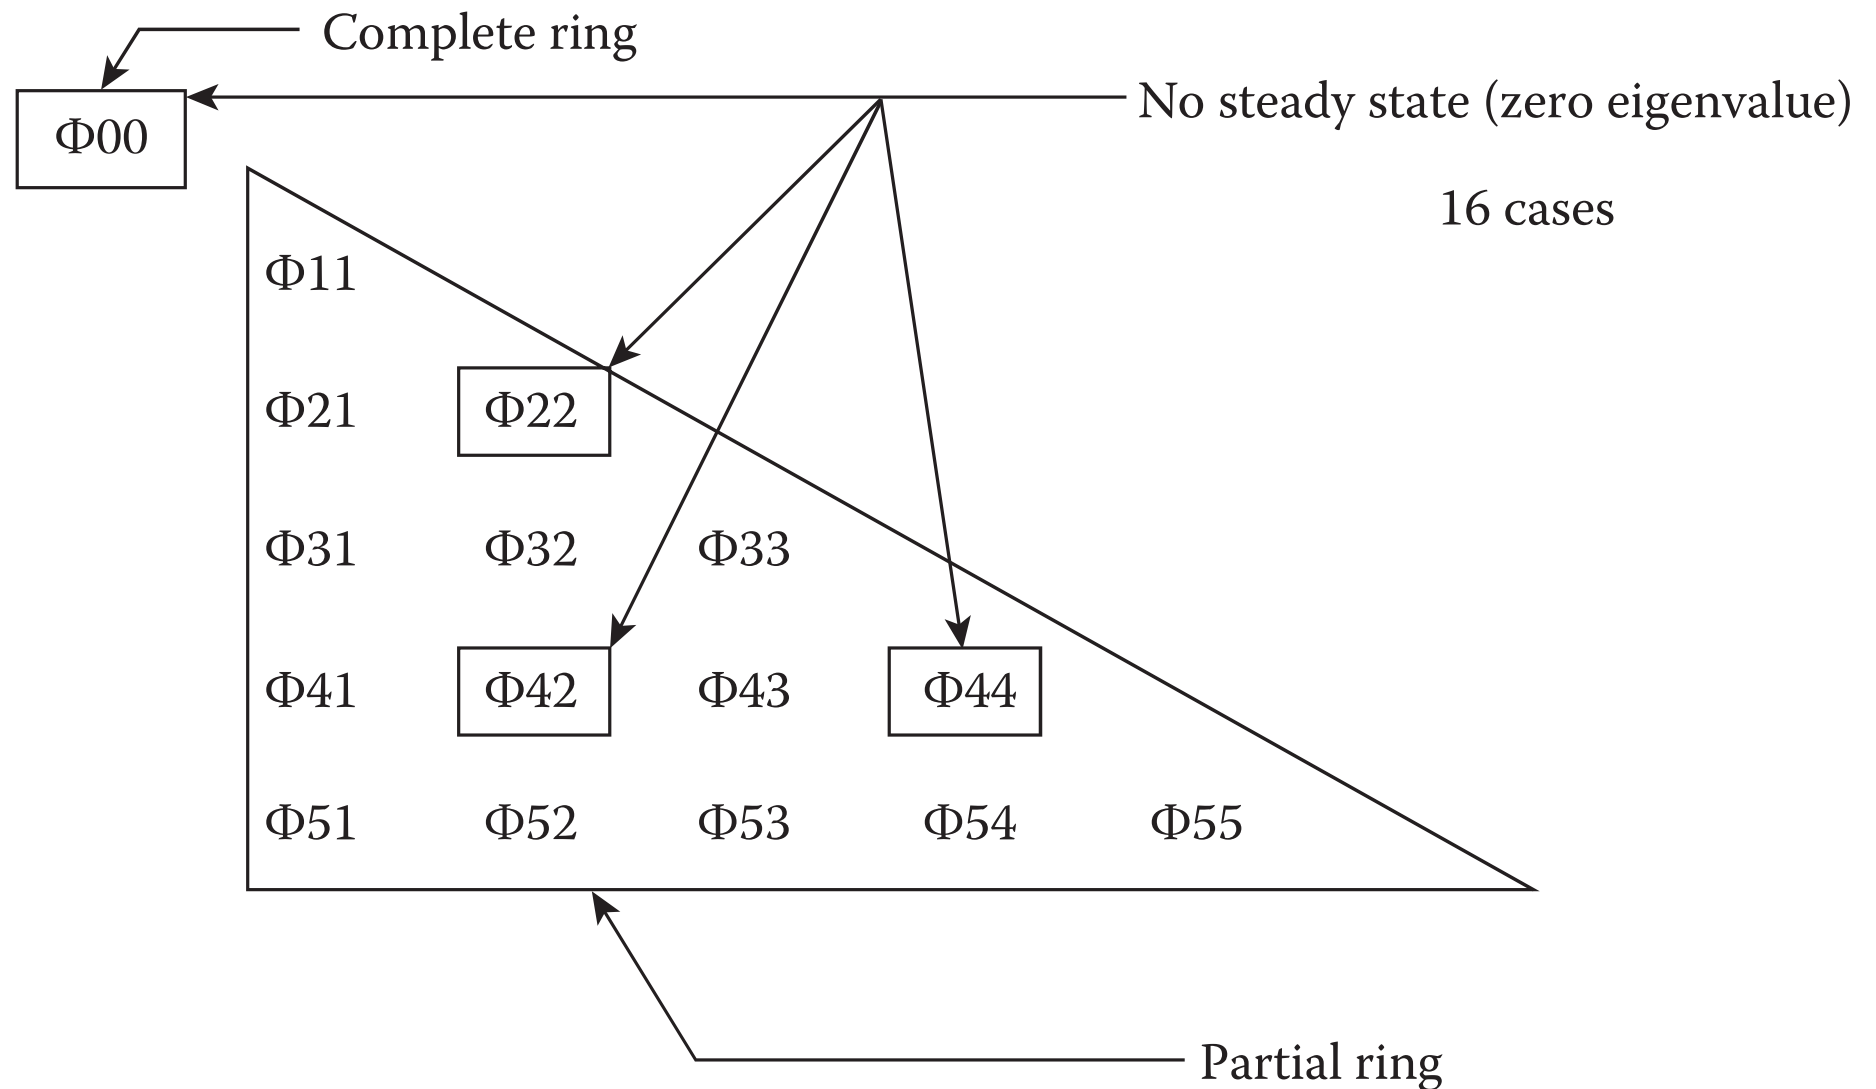 Complete ring
Φ00
No steady state (zero eigenvalue)
16 cases
Φ11
Φ21 Φ22
Φ31 Φ32 Φ33
Φ41 Φ42 Φ43 Φ44
Φ51 Φ52 Φ53 Φ54 Φ55
Partial ring